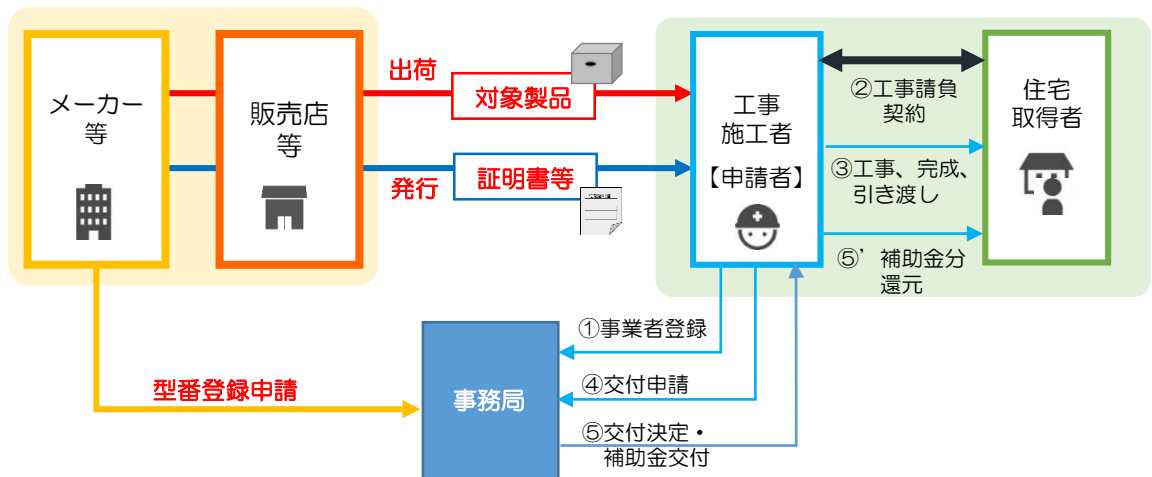 メーカー
等
販売店
等
出荷
対象製品
発行
証明書等
工事
施工者
【申請者】
②工事請負
契約
③工事、完成、
引き渡し
⑤’補助金分
還元
住宅
取得者
①事業者登録
④交付申請
⑤交付決定・
補助金交付
型番登録申請
事務局